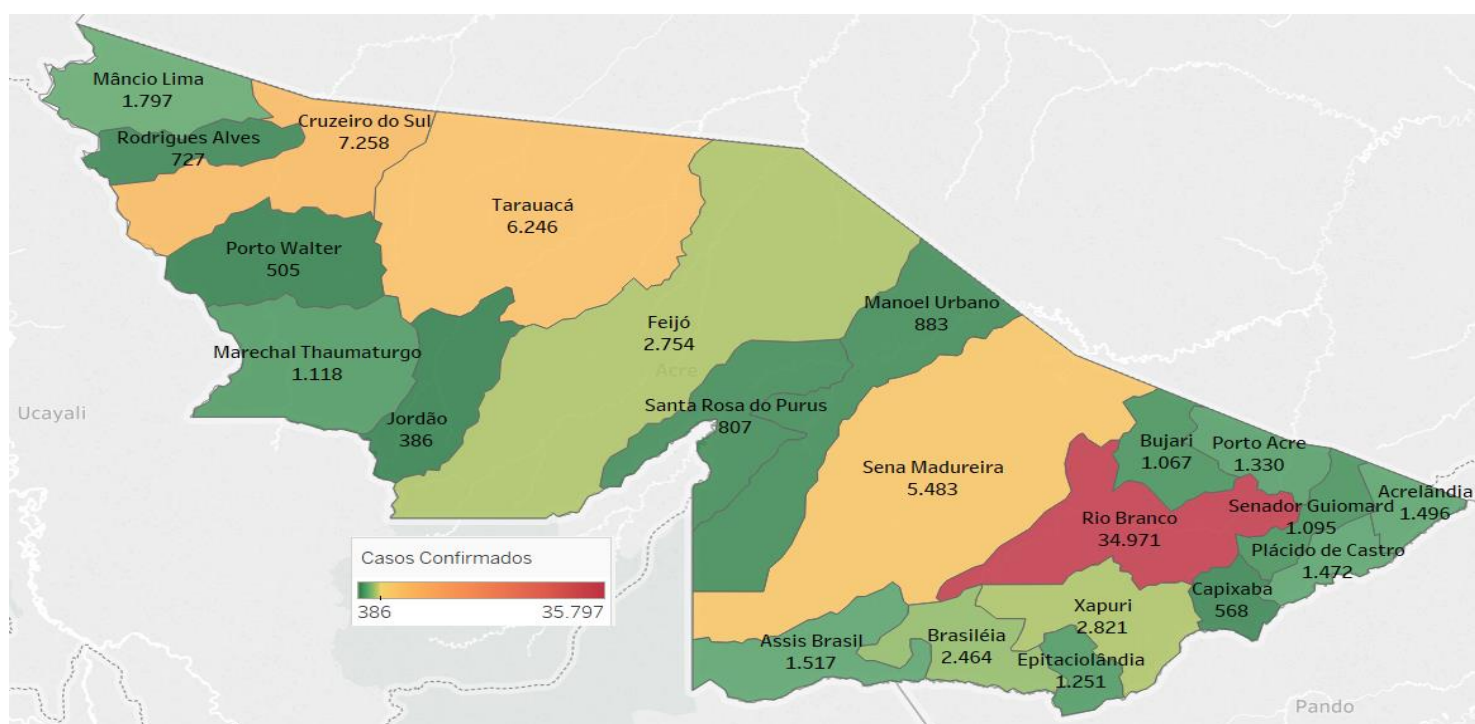 Mâncio Lima
1.797
Rodrigues Alves
727
Cruzeiro do Sul
7.258
Tarauacá
6.246
Porto Walter
505
Marechal Thaumaturgo
1.118
Jordão
386
Feijó
2.754
Acre
Manoel Urbano
883
Santa Rosa do Purus
807
Ucayali
Sena Madureira
5.483
Bujari
1.067
Porto Acre
1.330
Rio Branco
34.971
Senador Guiomard
1.095
Acrelândia
1.496
Plácido de Castro
1.472
Capixaba
568
Xapuri
2.821
Assis Brasil
1.517
Brasiléia
2.464
Epitaciolândia
1.251
Pando
Casos Confirmados
386 35.797